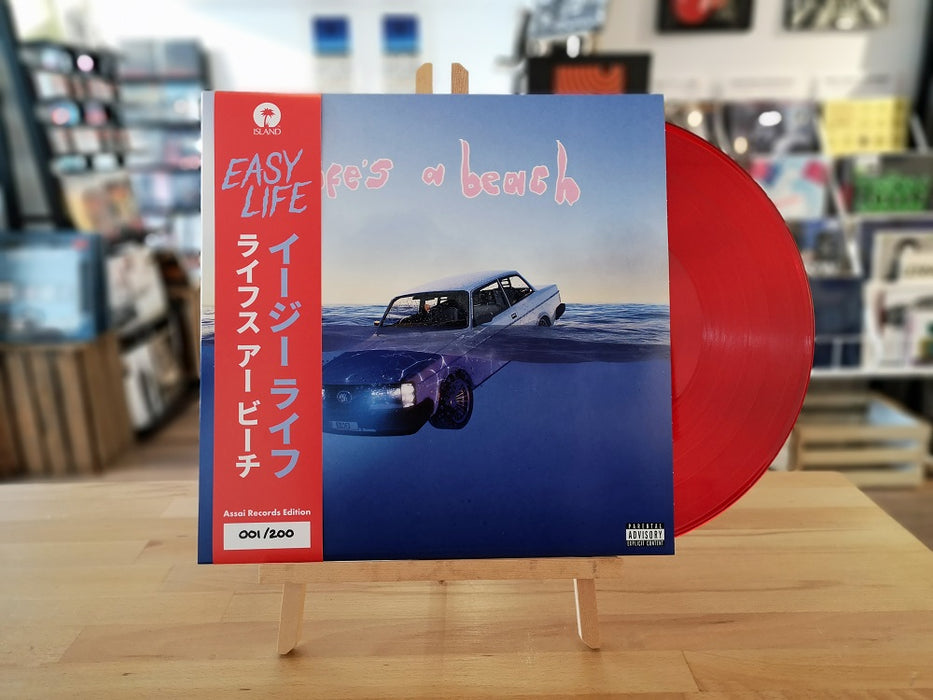 ISLAND
EASY
LIFE
イージー ライフ
ライフス アー ビーチ
Assai Records Edition
001/200
fe's a beach
PARENTAL
ADVISORY
EXPLICIT CONTENT